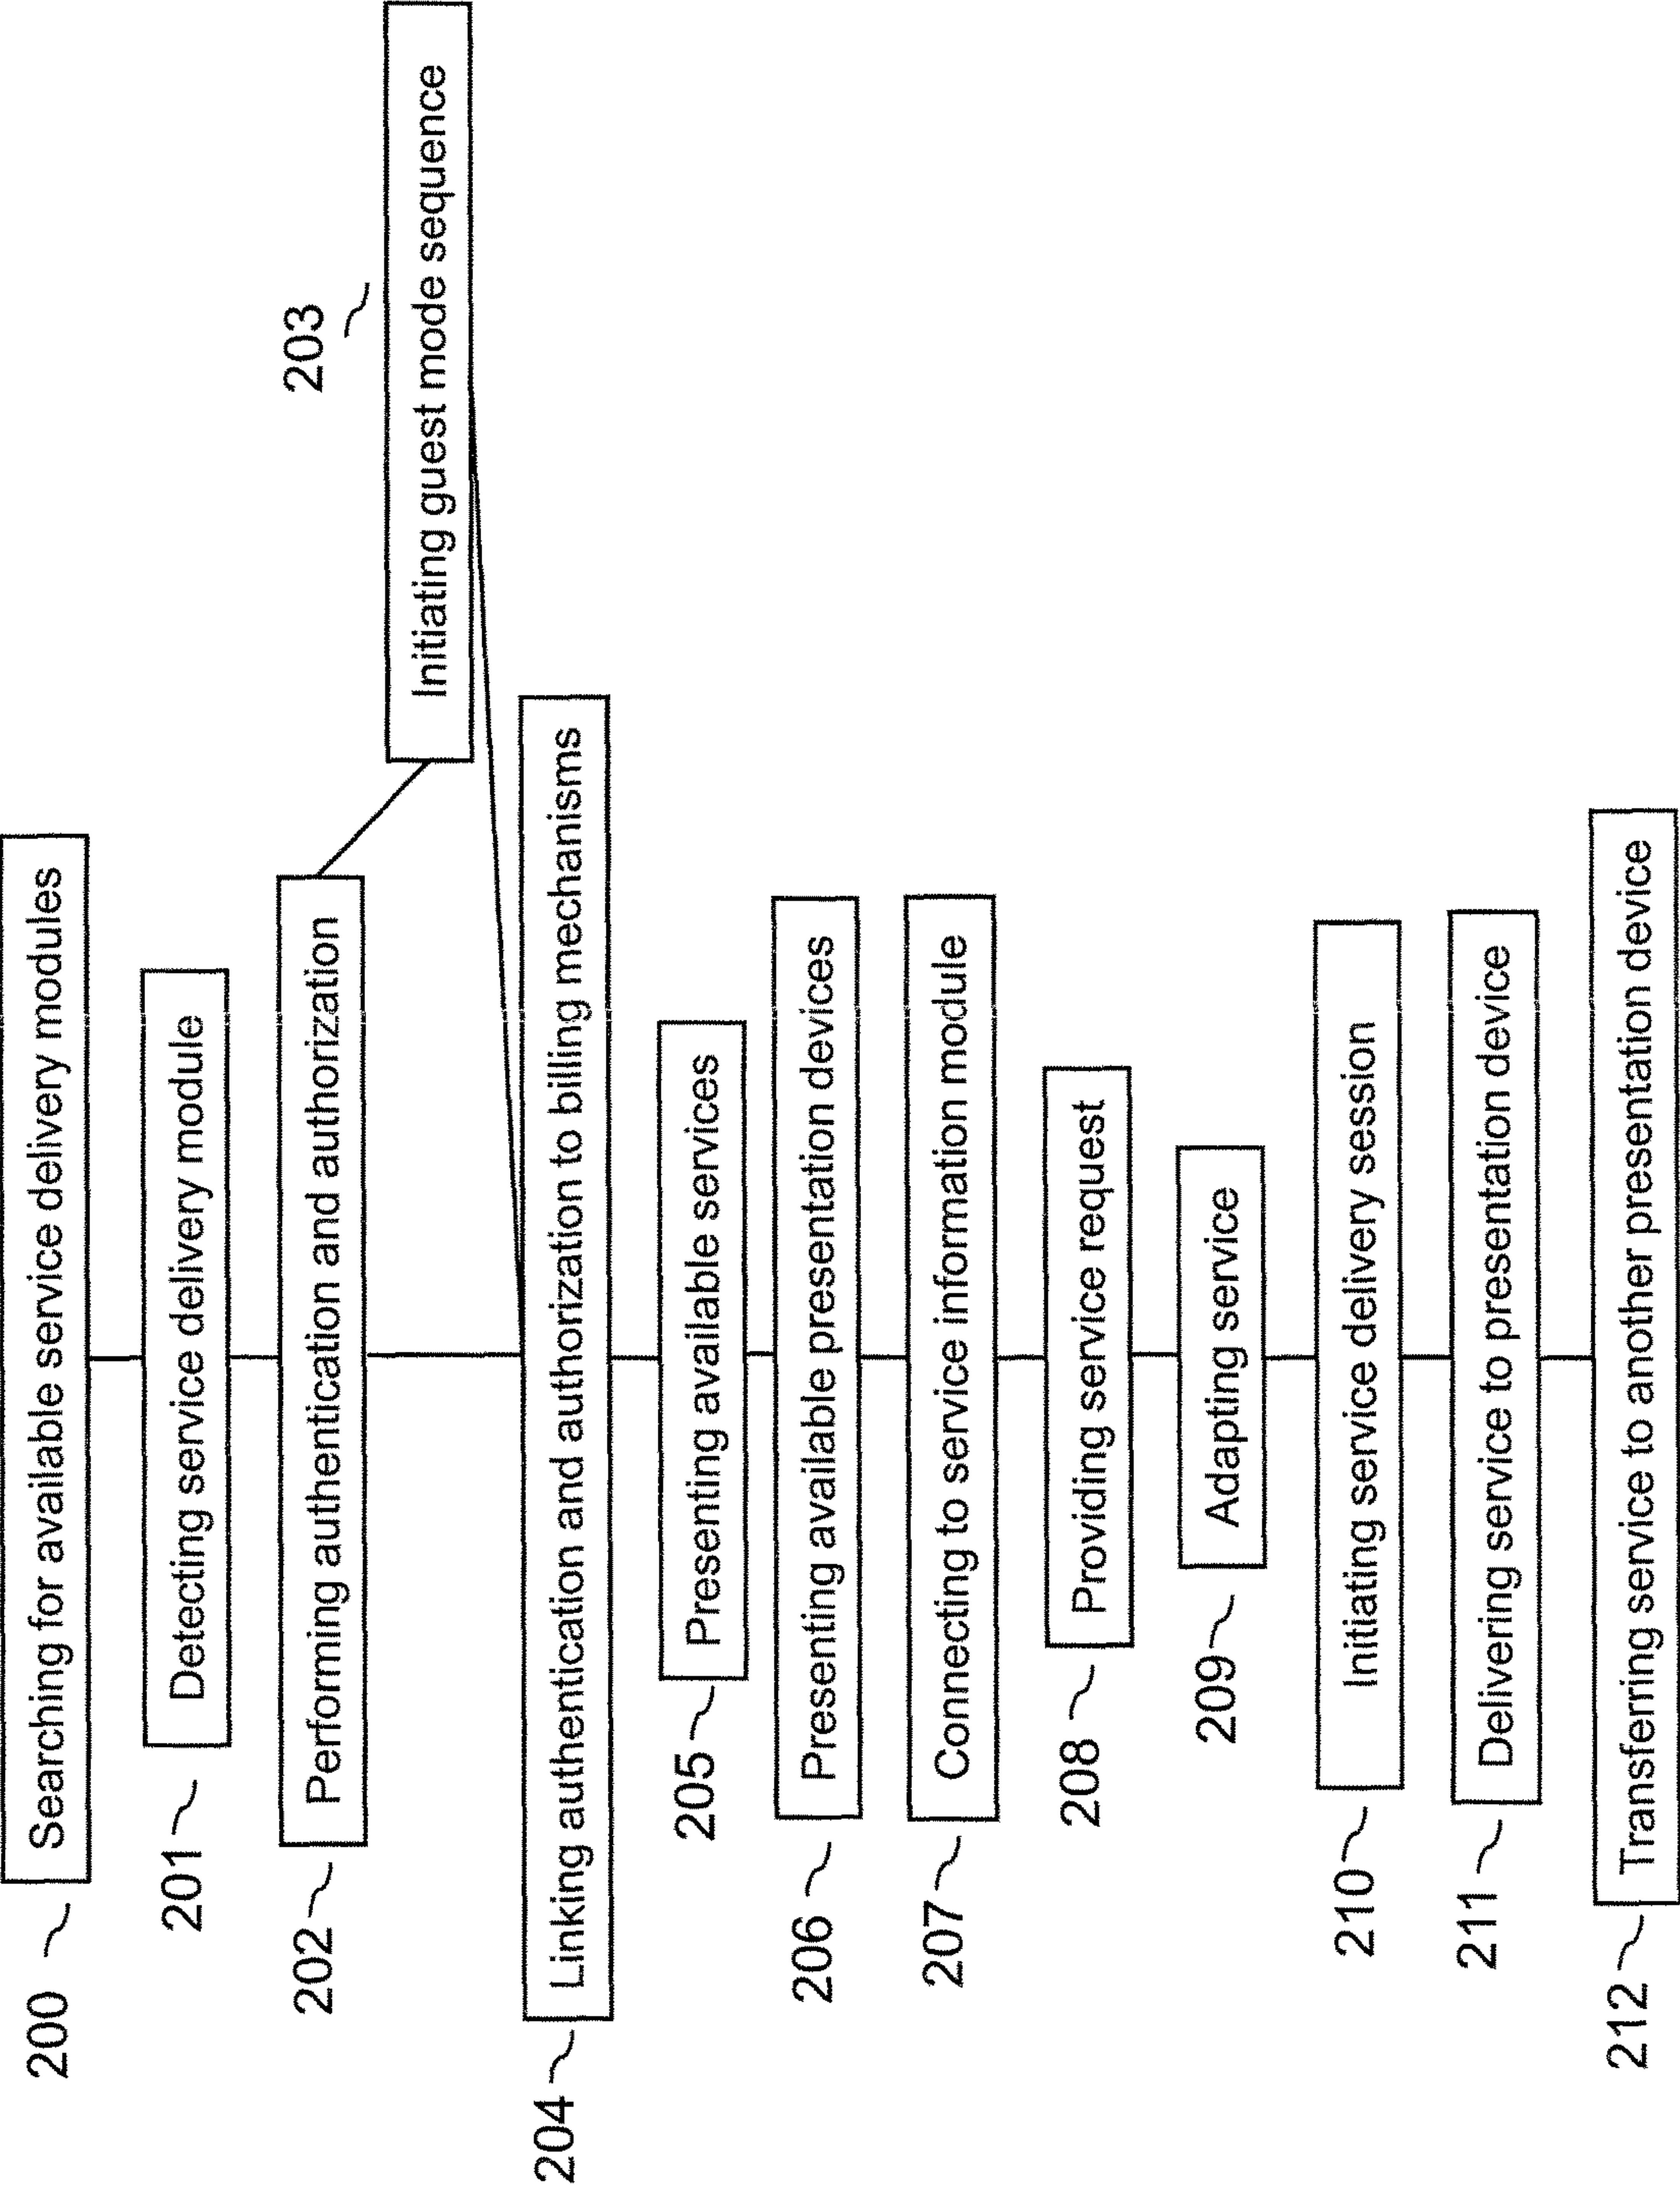 200
Searching for available service delivery modules
201
Detecting service delivery module
202
Performing authentication and authorization
203
Initiating guest mode sequence
204
Linking authentication and authorization to billing mechanisms
205
Presenting available services
206
Presenting available presentation devices
207
Connecting to service information module
208
Providing service request
209
Adapting service
210
Initiating service delivery session
211
Delivering service to presentation device
212
Transferring service to another presentation device